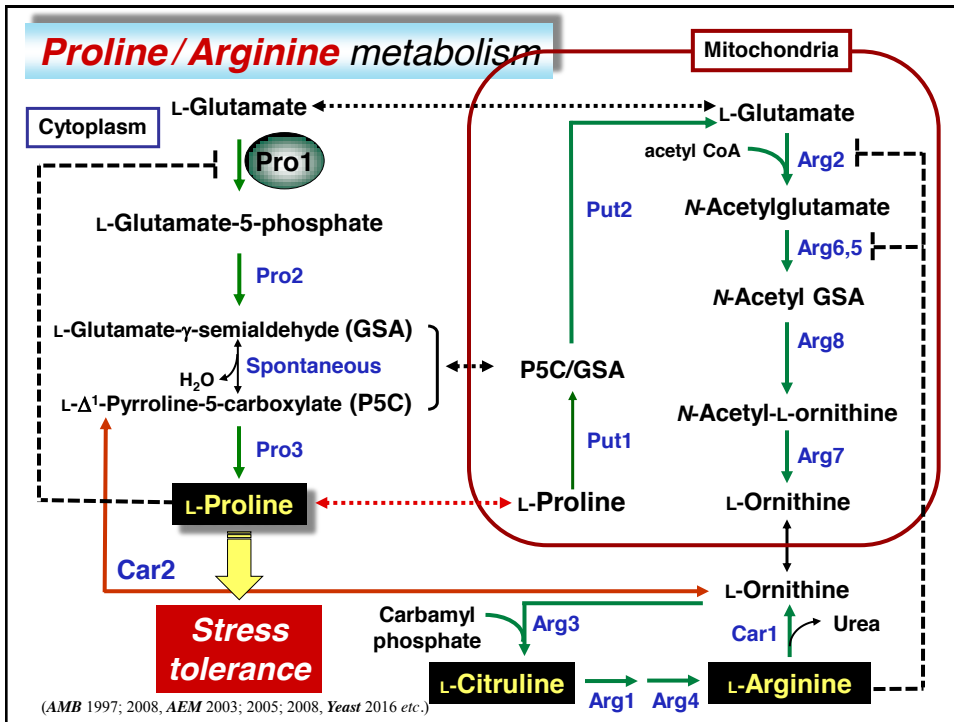 Proline/Arginine metabolism
Mitochondria
Cytoplasm
L-Glutamate
L-Glutamate
Pro1
acetyl CoA
Arg2
L-Glutamate-5-phosphate
Put2
N-Acetylglutamate
Pro2
Arg6,5
N-Acetyl GSA
L-Glutamate-γ-semialdehyde (GSA)
Spontaneous
H2O
P5C/GSA
Arg8
L-Δ1-Pyrroline-5-carboxylate (P5C)
N-Acetyl-L-ornithine
Pro3
Put1
Arg7
L-Proline
L-Proline
L-Ornithine
Car2
L-Ornithine
Stress
tolerance
Carbamyl
phosphate
Arg3
Car1
Urea
L-Citruline
Arg1
Arg4
L-Arginine
(AMB 1997; 2008, AEM 2003; 2005; 2008, Yeast 2016 etc.)